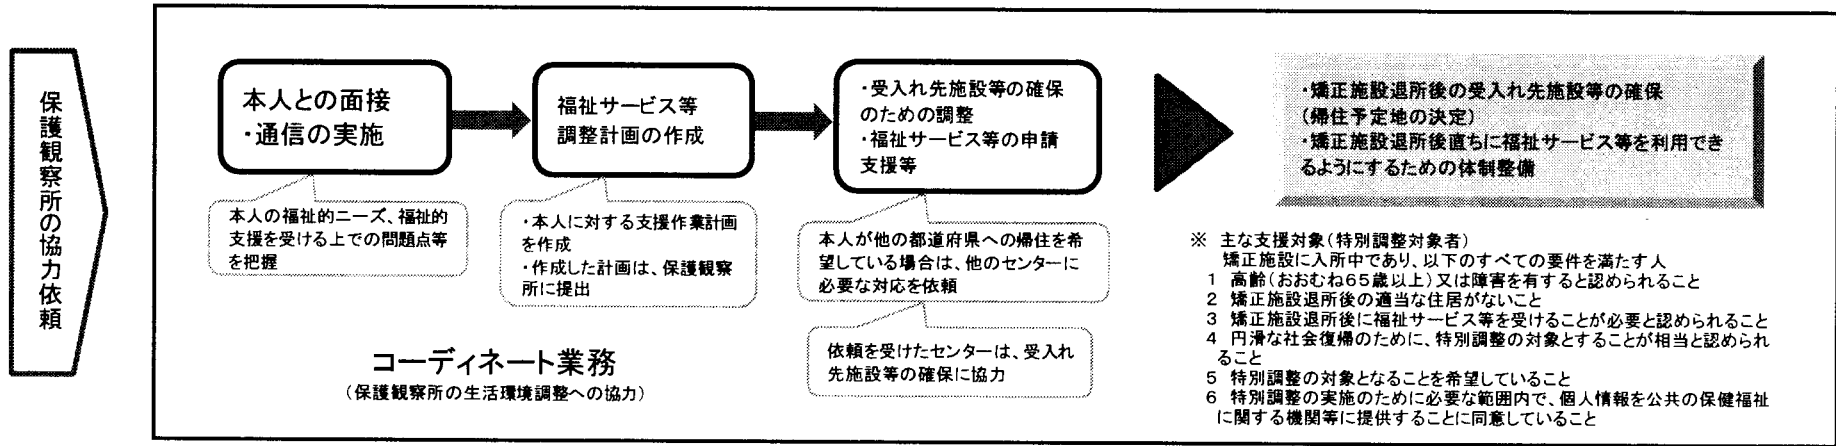 保護観察所の協力依頼
本人との面接
・通信の実施
本人の福祉的ニーズ、福祉的
支援を受ける上での問題点等
を把握
福祉サービス等
調整計画の作成
・本人に対する支援作業計画
を作成
・作成した計画は、保護観察
所に提出
・受入れ先施設等の確保
のための調整
・福祉サービス等の申請
支援等
本人が他の都道府県への帰住を希
望している場合は、他のセンターに
必要な対応を依頼
依頼を受けたセンターは、受入れ
先施設等の確保に協力
コーディネート業務
(保護観察所の生活環境調整への協力)
・矯正施設退所後の受入れ先施設等の確保
(帰住予定地の決定)
・矯正施設退所後直ちに福祉サービス等を利用でき
るようにするための体制整備
※ 主な支援対象(特別調整対象者)
矯正施設に入所中であり、以下のすべての要件を満たす人
1 高齢(おおむね65歳以上)又は障害を有すると認められること
2 矯正施設退所後の適当な住居がないこと
3 矯正施設退所後に福祉サービス等を受けることが必要と認められること
4 円滑な社会復帰のために、特別調整の対象とすることが相当と認められ
ること
5 特別調整の対象となることを希望していること
6 特別調整の実施のために必要な範囲内で、個人情報を公共の保健福祉
に関する機関等に提供することに同意していること